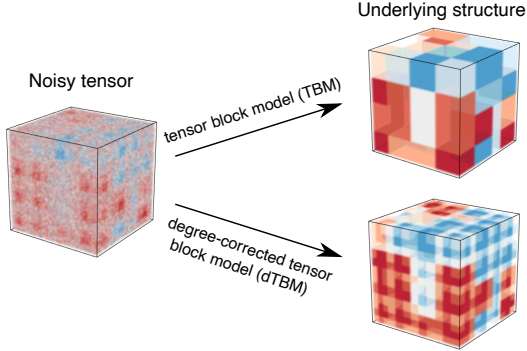 Underlying structure
Noisy tensor
tensor block model (TBM)
degree-corrected tensor
block model (dTBM)